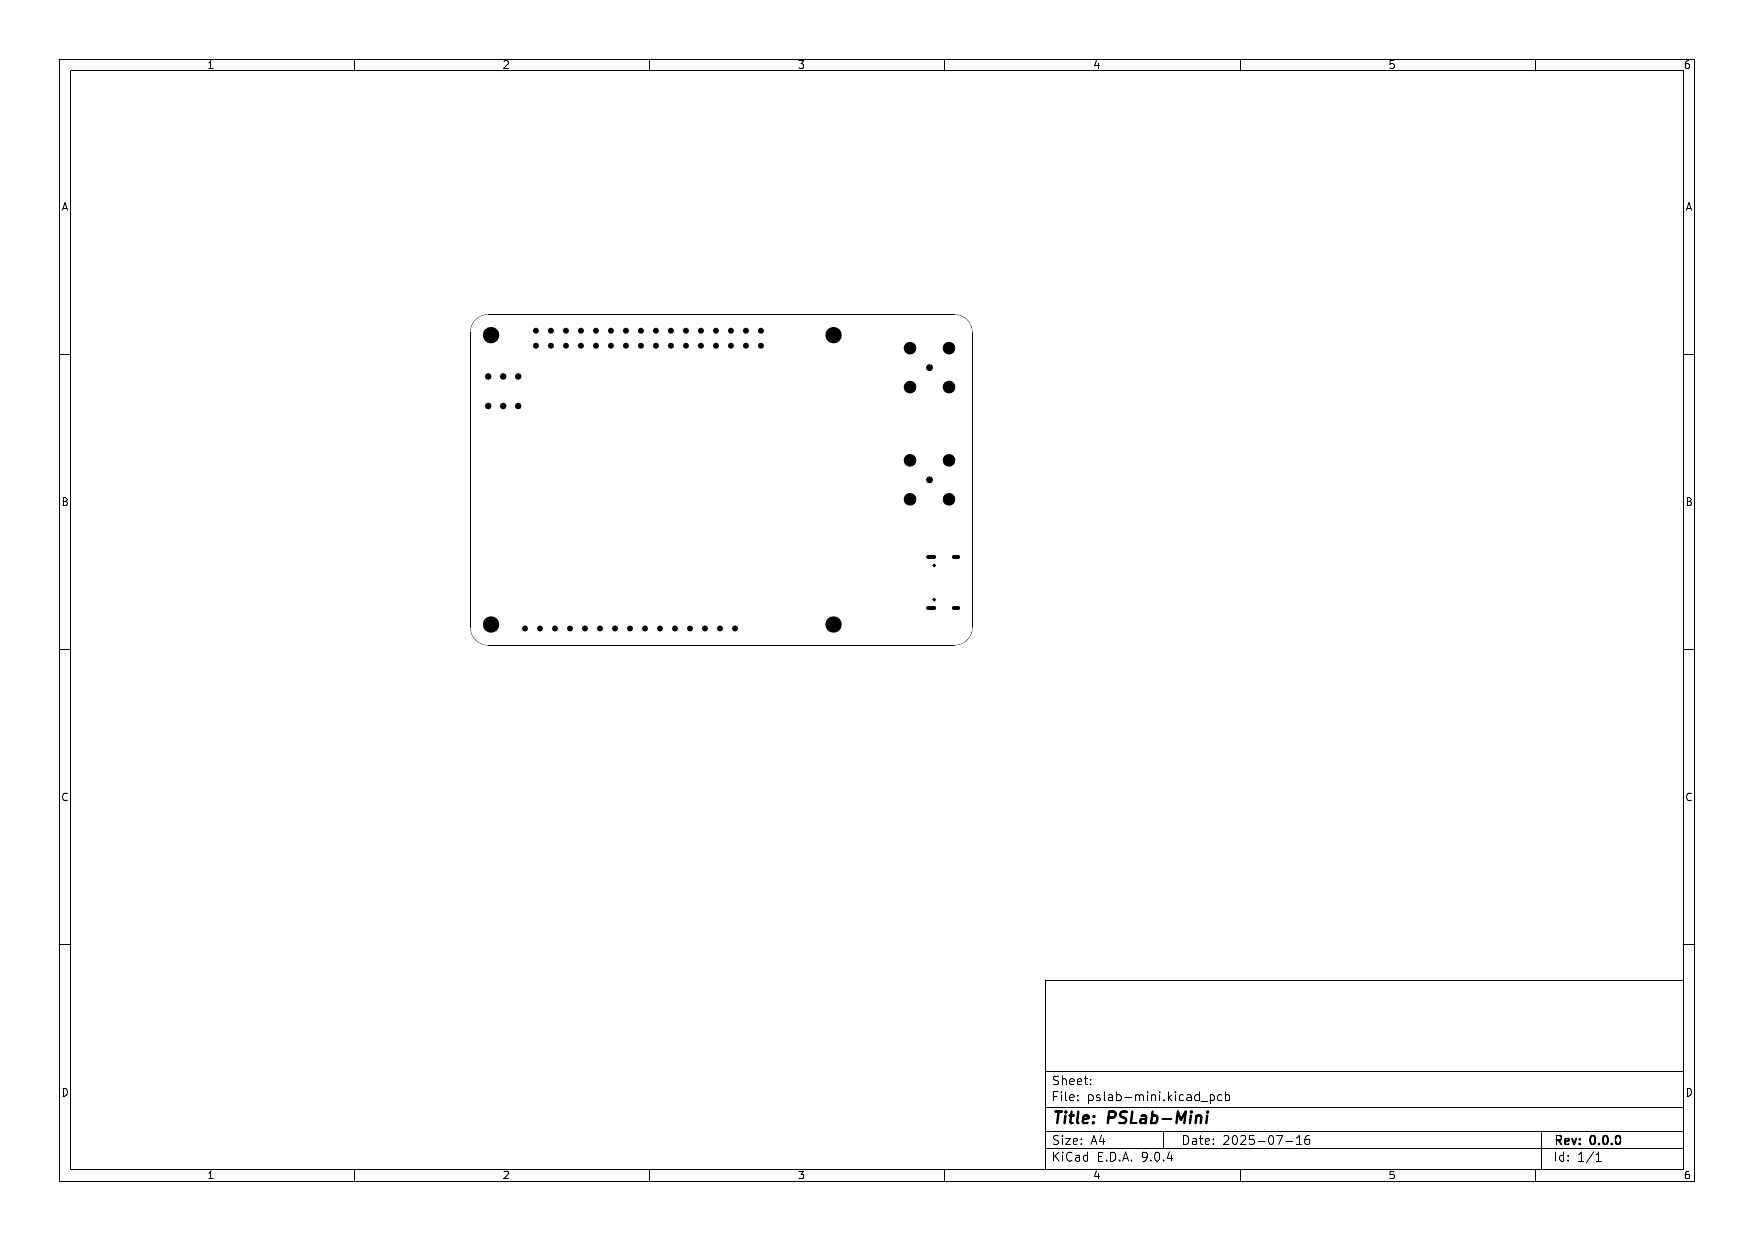 1 2 3 4 5 6
A A
B B
C C
D D
Sheet:
File: pslab-mini.kicad_pcb
Title: PSLab-Mini
Size: A4 Date: 2025-07-16 Rev: 0.0.0
KiCad E.D.A. 9.0.4 Id: 1/1
1 2 3 4 5 6